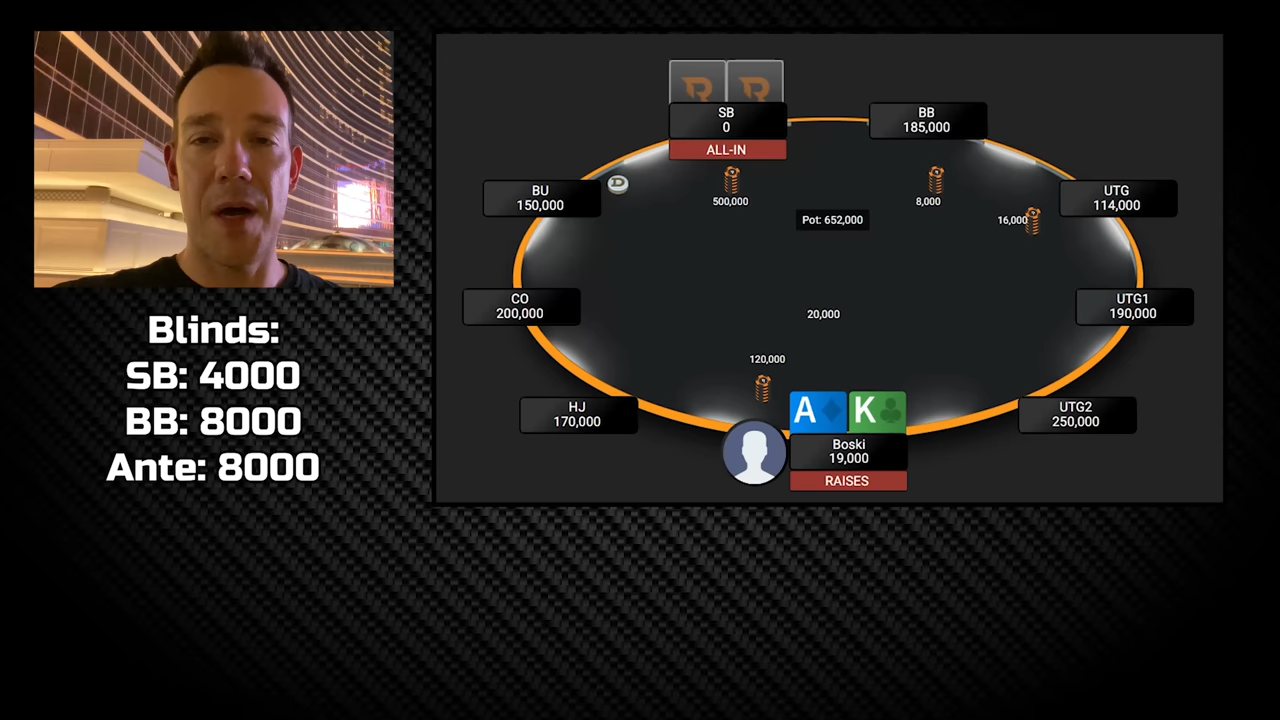 Blinds:
SB: 4000
BB: 8000
Ante: 8000
R R
SB
0
ALL-IN
BB
185,000
BU
150,000
D
500,000
8,000
UTG
114,000
16,000
Pot: 652,000
CO
200,000
20,000
UTG1
190,000
120,000
HJ
170,000
A K
Boski
19,000
RAISES
UTG2
250,000